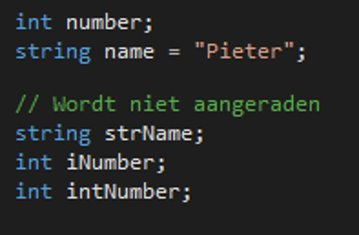 int number;
string name = "Pieter";
// Wordt niet aangeraden
string strName;
int iNumber;
int intNumber;